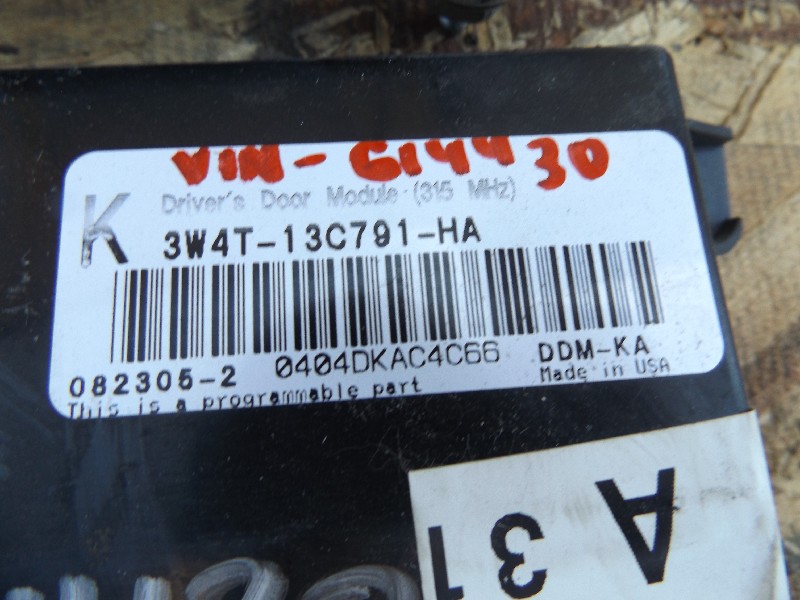 VIN-G14430
Driver's Door Module (315 MHz)
K
3W4T-13C791-HA
082305-2 0404DKAC4C66 DDM-KA
This is a programmable part Made in USA
A 31